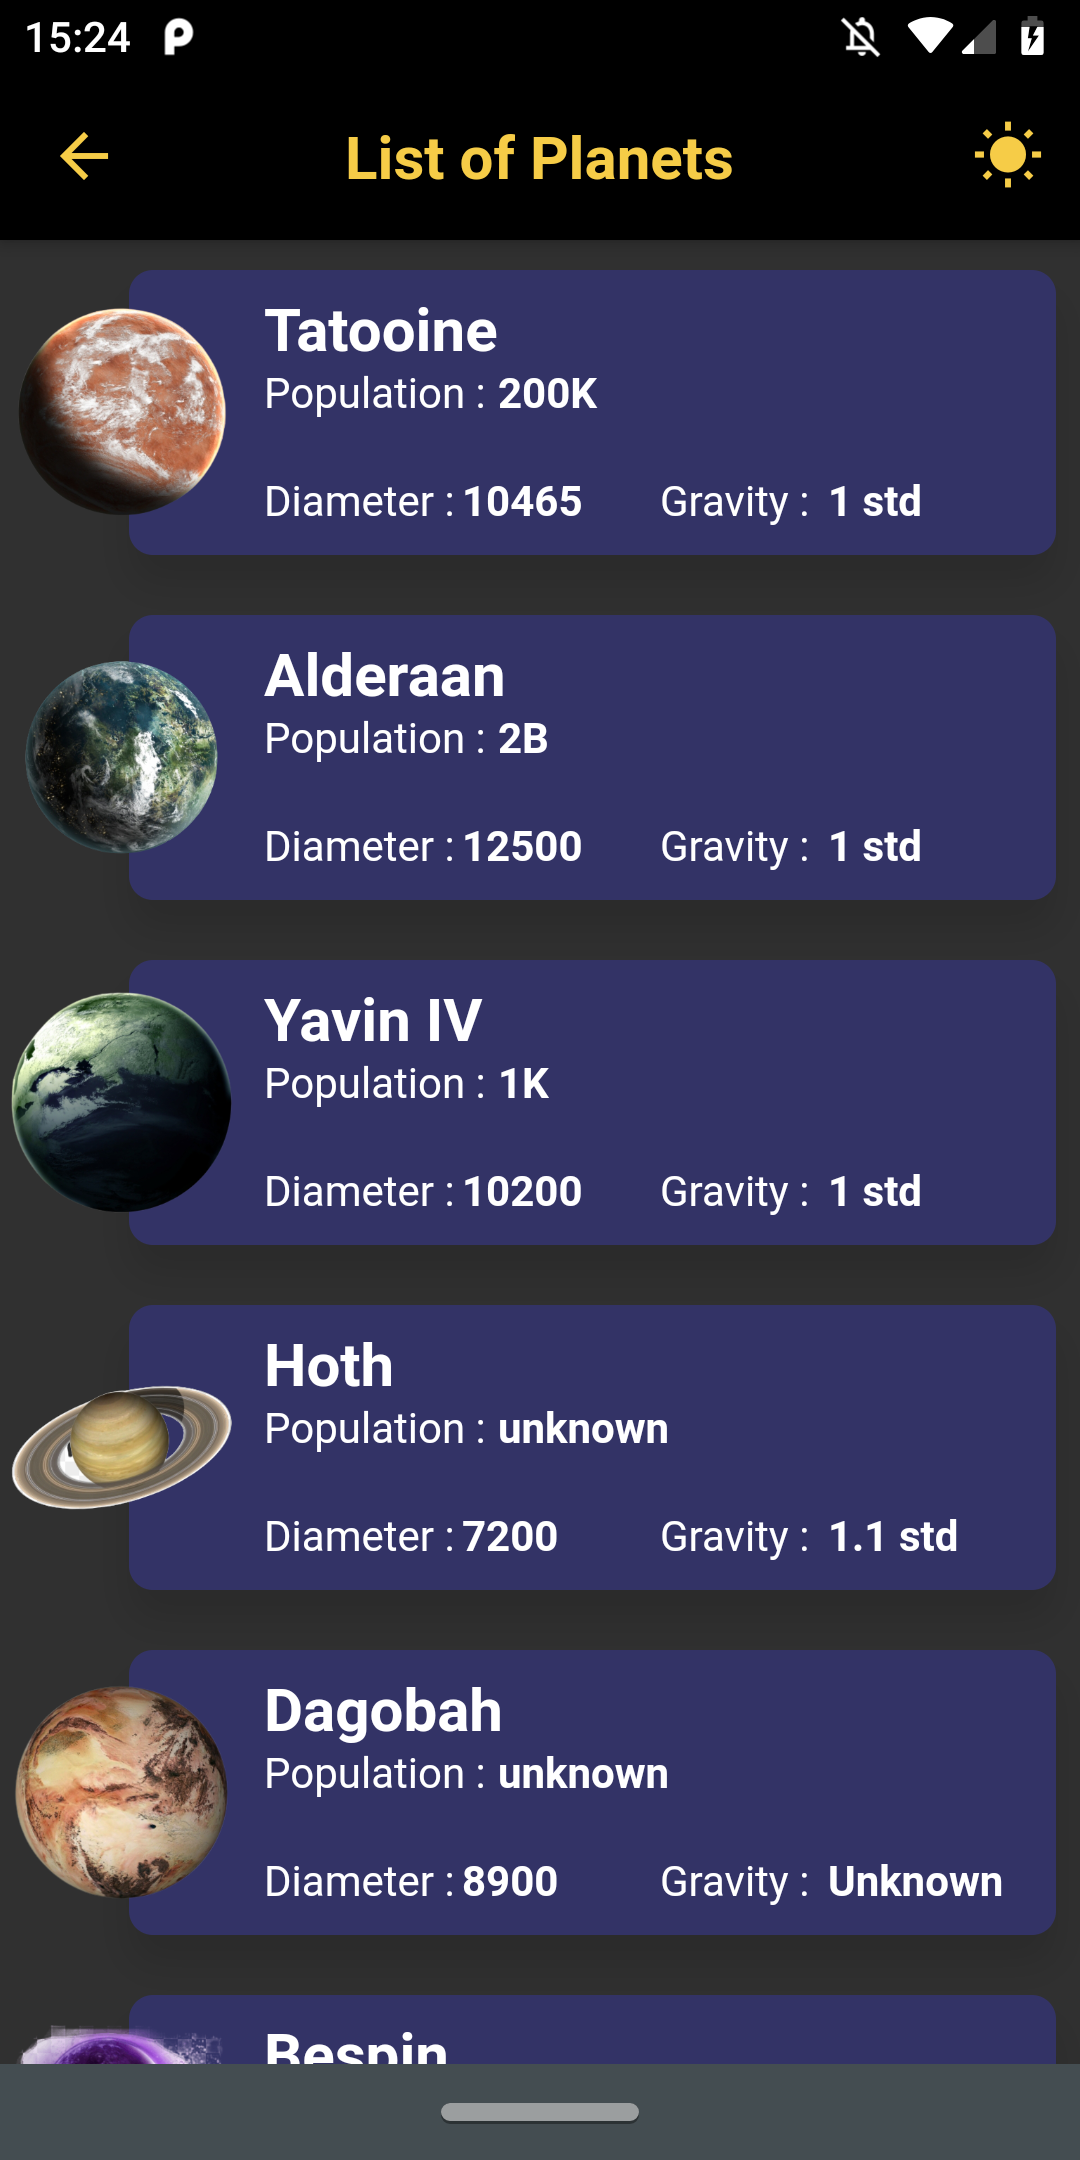 15:24
List of Planets
Tatooine
Population : 200K
Diameter : 10465 Gravity : 1 std
Alderaan
Population : 2B
Diameter : 12500 Gravity : 1 std
Yavin IV
Population : 1K
Diameter : 10200 Gravity : 1 std
Hoth
Population : unknown
Diameter : 7200 Gravity : 1.1 std
Dagobah
Population : unknown
Diameter : 8900 Gravity : Unknown
Bespin